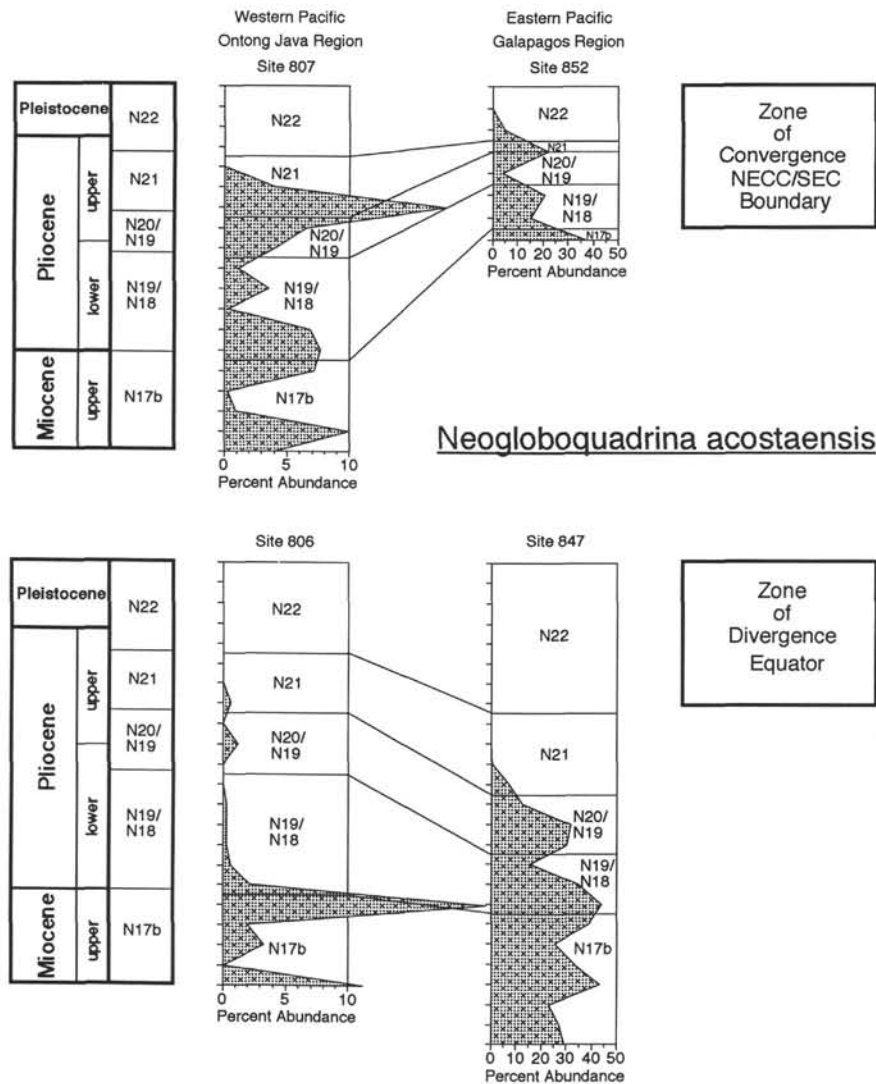 Western Pacific
Ontong Java Region
Site 807
Eastern Pacific
Galapagos Region
Site 852
Pleistocene
Pliocene
Miocene
upper
lower
upper
N22
N21
N20/
N19
N19/
N18
N17b
N22
N21
N20/
N19
N19/
N18
N17b
0 5 10
Percent Abundance
N22
N21
N20/
N19
N19/
N18
N17b
0 10 20 30 40 50
Percent Abundance
Zone
of
Convergence
NECC/SEC
Boundary
Neogloboquadrina acostaensis
Site 806
Site 847
Pleistocene
Pliocene
Miocene
upper
lower
upper
N22
N21
N20/
N19
N19/
N18
N17b
N22
N21
N20/
N19
N19/
N18
N17b
0 5 10
Percent Abundance
N22
N21
N20/
N19
N19/
N18
N17b
0 10 20 30 40 50
Percent Abundance
Zone
of
Divergence
Equator